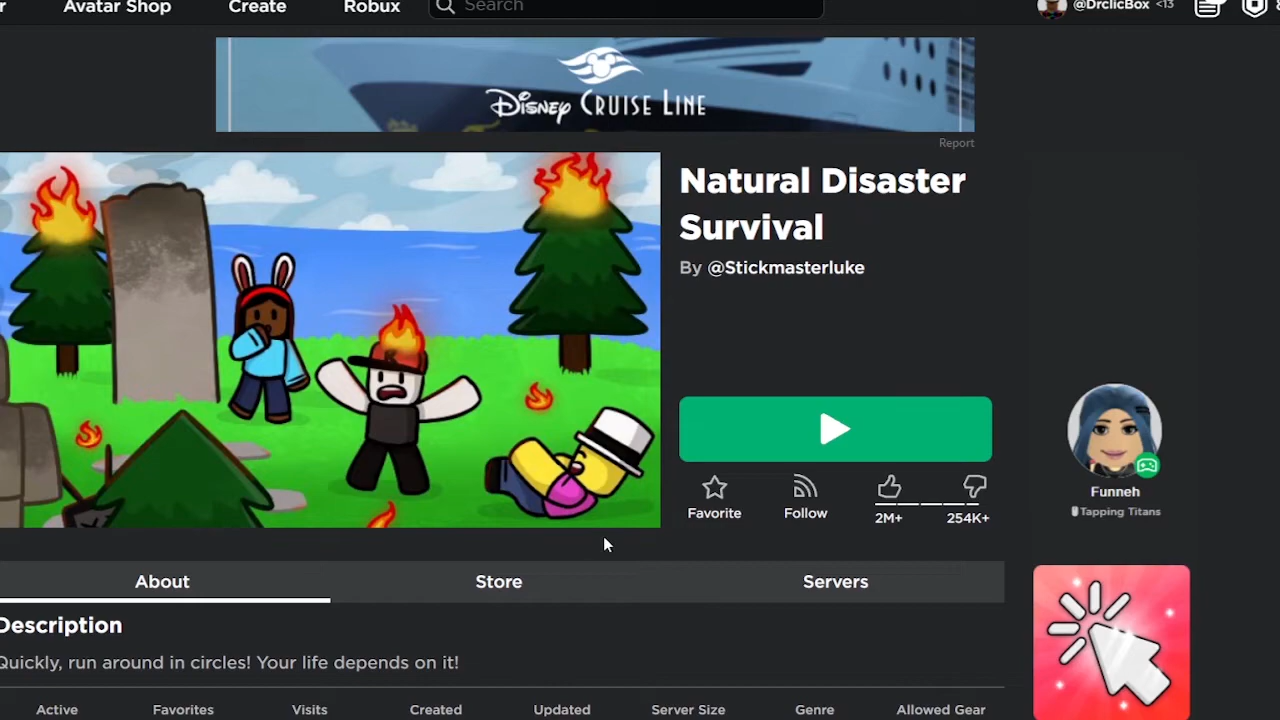 r Avatar Shop Create Robux Search @DrclicBox <13
Disney CRUISE LINE
Report
Natural Disaster
Survival
By @Stickmasterluke
Favorite Follow 2M+ 254K+
Funneh
Tapping Titans
About Store Servers
Description
Quickly, run around in circles! Your life depends on it!
Active Favorites Visits Created Updated Server Size Genre Allowed Gear